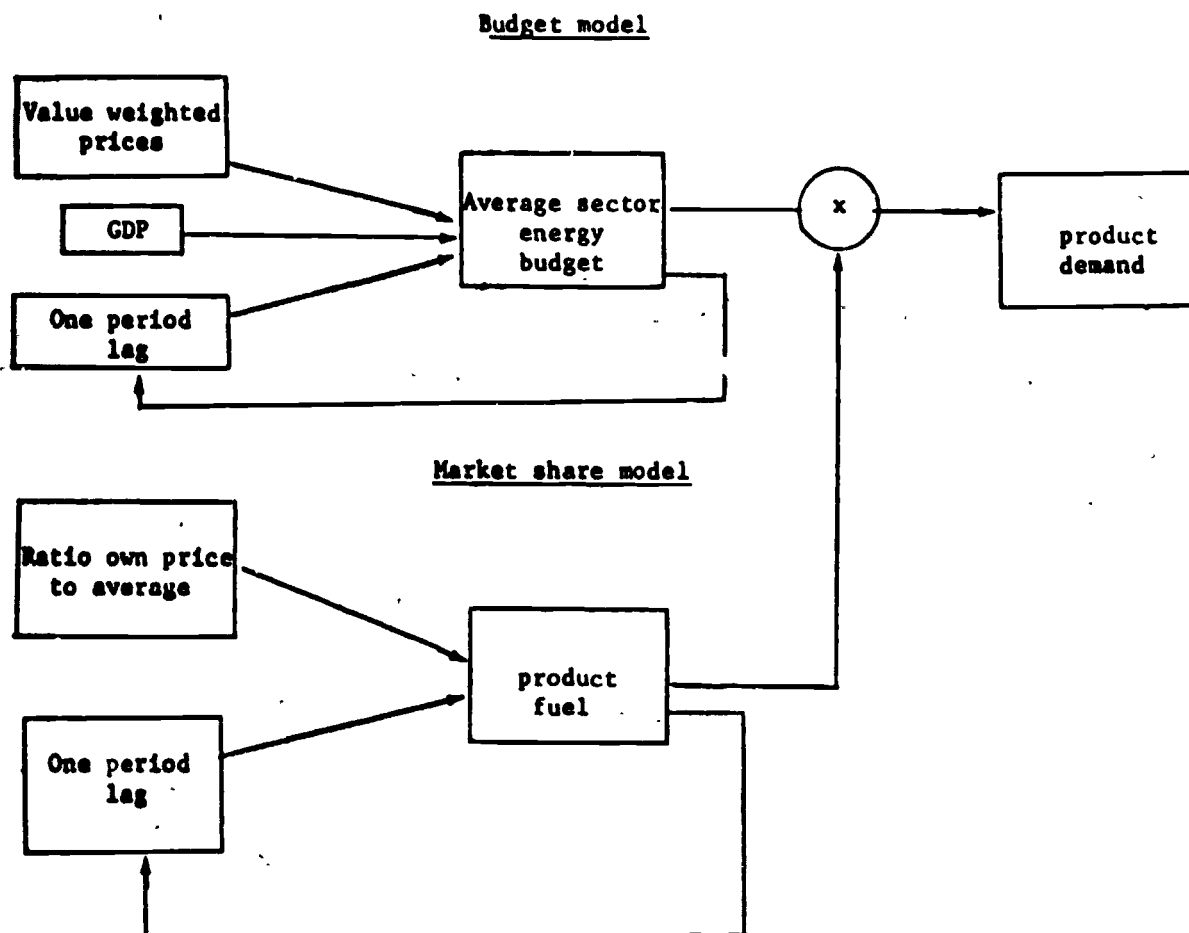 Budget model
Value weighted
prices
GDP
One period
lag
Average sector
energy
budget
x
product
demand
Market share model
Ratio own price
to average
One period
lag
product
fuel